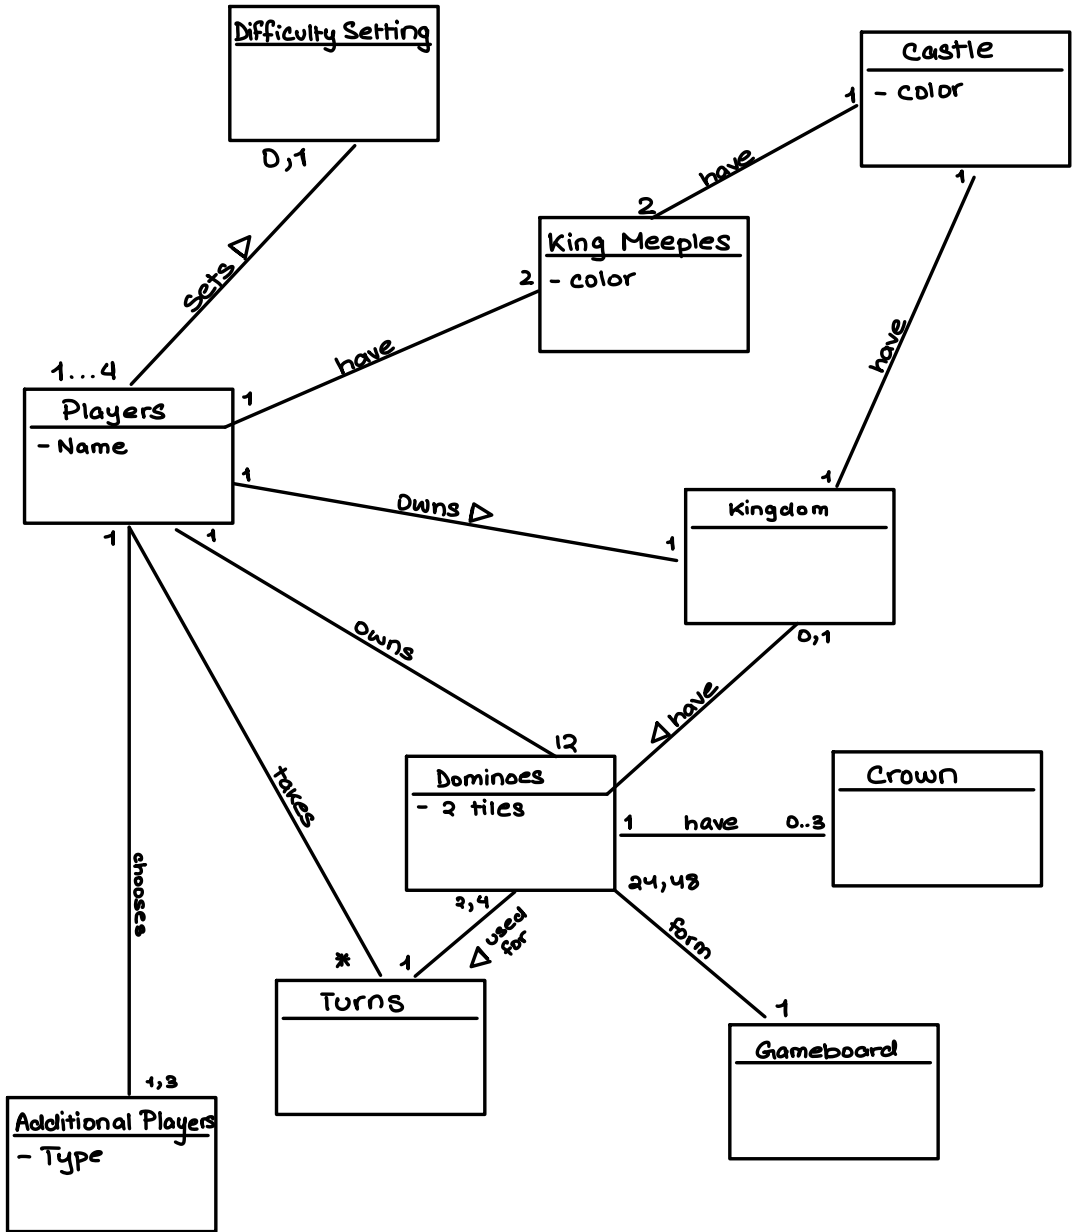 Difficulty Setting
0,1
Sets
1...4
Players
- Name
Castle
- color
1
have
2
King Meeples
- color
2
have
1
1
have
1
1
Owns
1
Kingdom
0,1
have
1
1
owns
12
Dominoes
- 2 tiles
1 have 0..3
Crown
24,48
form
1
Gameboard
takes
*
2,4
used
for
1
Turns
chooses
1,3
Additional Players
- Type